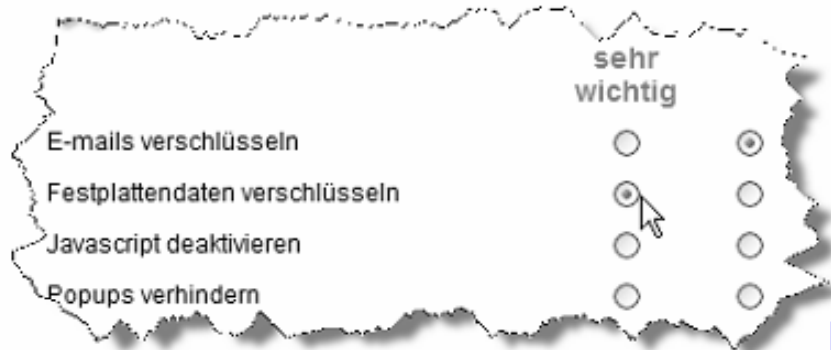 sehr
wichtig
E-mails verschlüsseln
Festplattendaten verschlüsseln
Javascript deaktivieren
Popups verhindern